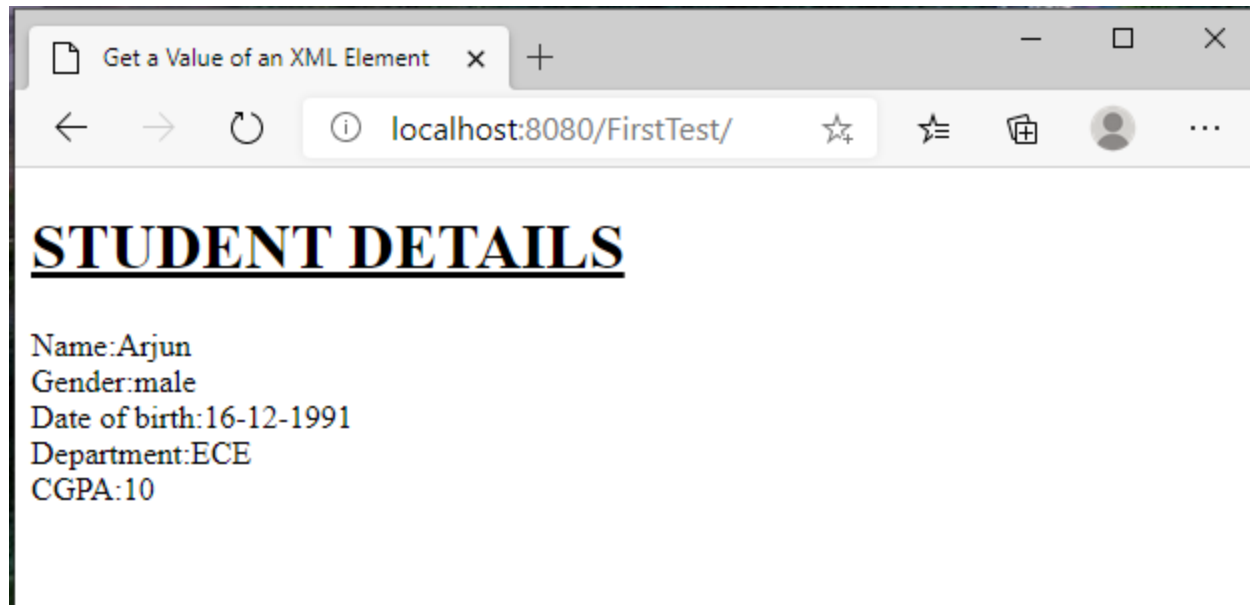 Get a Value of an XML Element
localhost:8080/FirstTest/
STUDENT DETAILS
Name:Arjun
Gender:male
Date of birth:16-12-1991
Department:ECE
CGPA:10